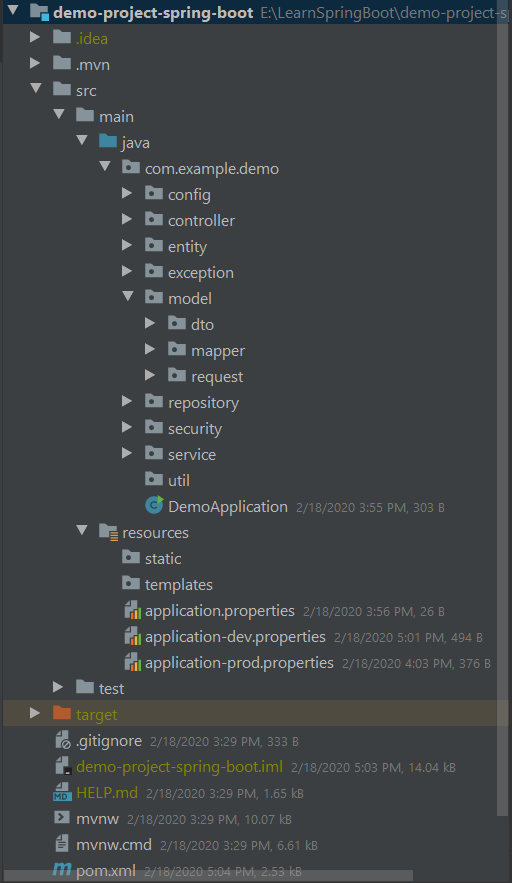 demo-project-spring-boot E:\LearnSpringBoot\demo-project-s
.idea
.mvn
src
main
java
com.example.demo
config
controller
entity
exception
model
dto
mapper
request
repository
security
service
util
DemoApplication 2/18/2020 3:55 PM, 303 B
resources
static
templates
application.properties 2/18/2020 3:56 PM, 26 B
application-dev.properties 2/18/2020 5:01 PM, 494 B
application-prod.properties 2/18/2020 4:03 PM, 376 B
test
target
.gitignore 2/18/2020 3:29 PM, 333 B
demo-project-spring-boot.iml 2/18/2020 5:03 PM, 14.04 kB
MD HELP.md 2/18/2020 3:29 PM, 1.65 kB
mvnw 2/18/2020 3:29 PM, 10.07 kB
mvnw.cmd 2/18/2020 3:29 PM, 6.61 kB
m pom.xml 2/18/2020 5:04 PM, 2.53 kB